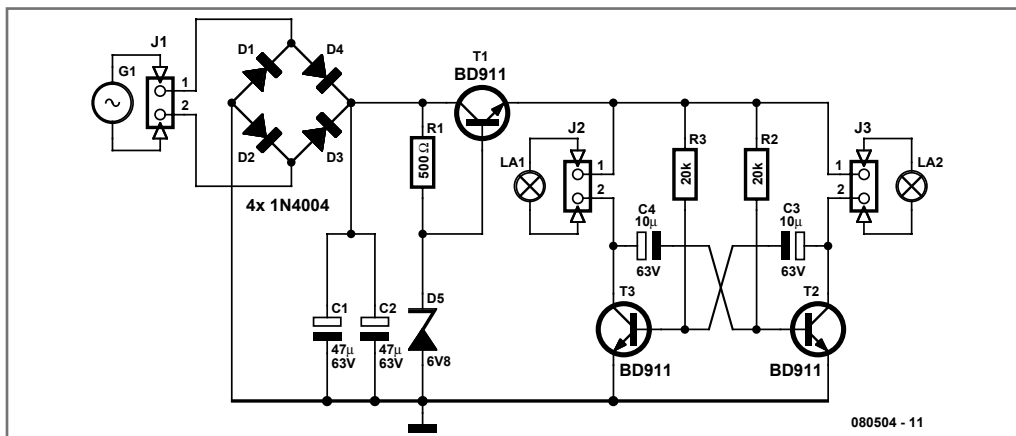 J1
G1
1
2
D1
D4
D2
D3
4x 1N4004
C1
47µ
63V
C2
47µ
63V
R1
500Ω
D5
6V8
T1
BD911
J2
LA1
1
2
C4
10µ
63V
R3
20k
R2
20k
C3
10µ
63V
J3
1
2
LA2
T3
BD911
T2
BD911
080504 - 11